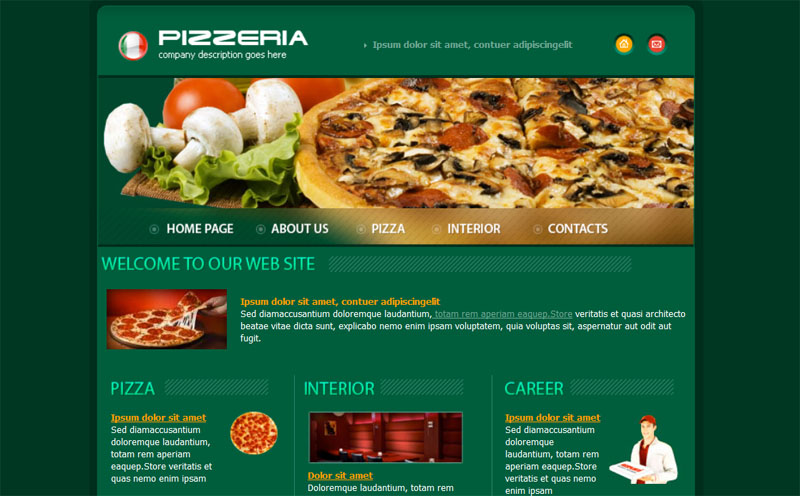 PIZZERIA
company description goes here
Ipsum dolor sit amet, contuer adipiscingelit
HOME PAGE
ABOUT US
PIZZA
INTERIOR
CONTACTS
WELCOME TO OUR WEB SITE
Ipsum dolor sit amet, contuer adipiscingelit
Sed diamaccusantium doloremque laudantium, totam rem aperiam eaquep.Store veritatis et quasi architecto
beatae vitae dicta sunt, explicabo nemo enim ipsam voluptatem, quia voluptas sit, aspernatur aut odit aut
fugit.
PIZZA
Ipsum dolor sit amet
Sed diamaccusantium
doloremque laudantium,
totam rem aperiam
eaquep.Store veritatis et
quas nemo enim ipsam
INTERIOR
Dolor sit amet
Doloremque laudantium, totam rem
CAREER
Ipsum dolor sit amet
Sed diamaccusantium
doloremque
laudantium, totam rem
aperiam eaquep.Store
veritatis et quas nemo
enim ipsam